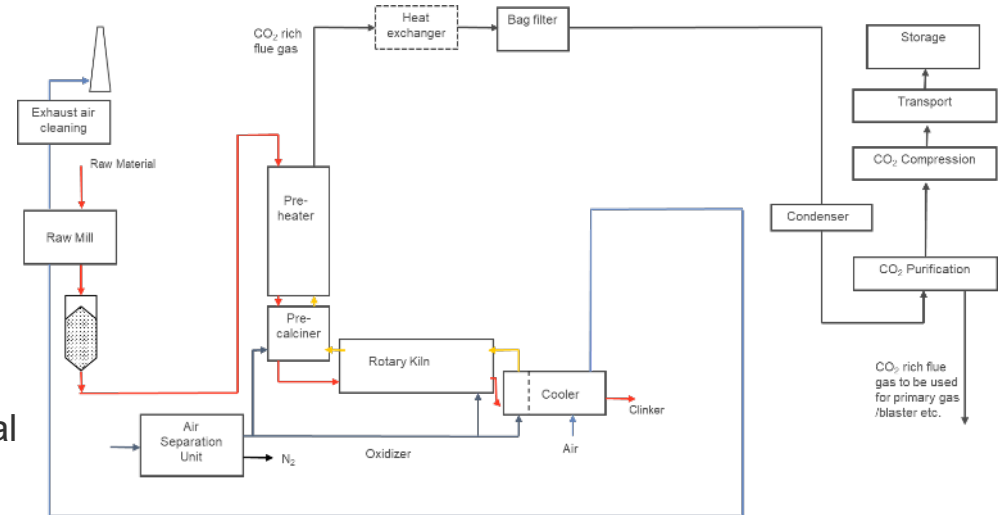 Heat
exchanger
Bag filter
CO₂ rich
flue gas
Storage
Exhaust air
cleaning
Transport
Raw Material
CO₂ Compression
Pre-
heater
Raw Mill
Condenser
CO₂ Purification
Pre-
calciner
Rotary Kiln
Cooler
CO₂ rich flue
gas to be used
for primary gas
/blaster etc.
Clinker
al
Air
Separation
Unit
N₂
Oxidizer
Air